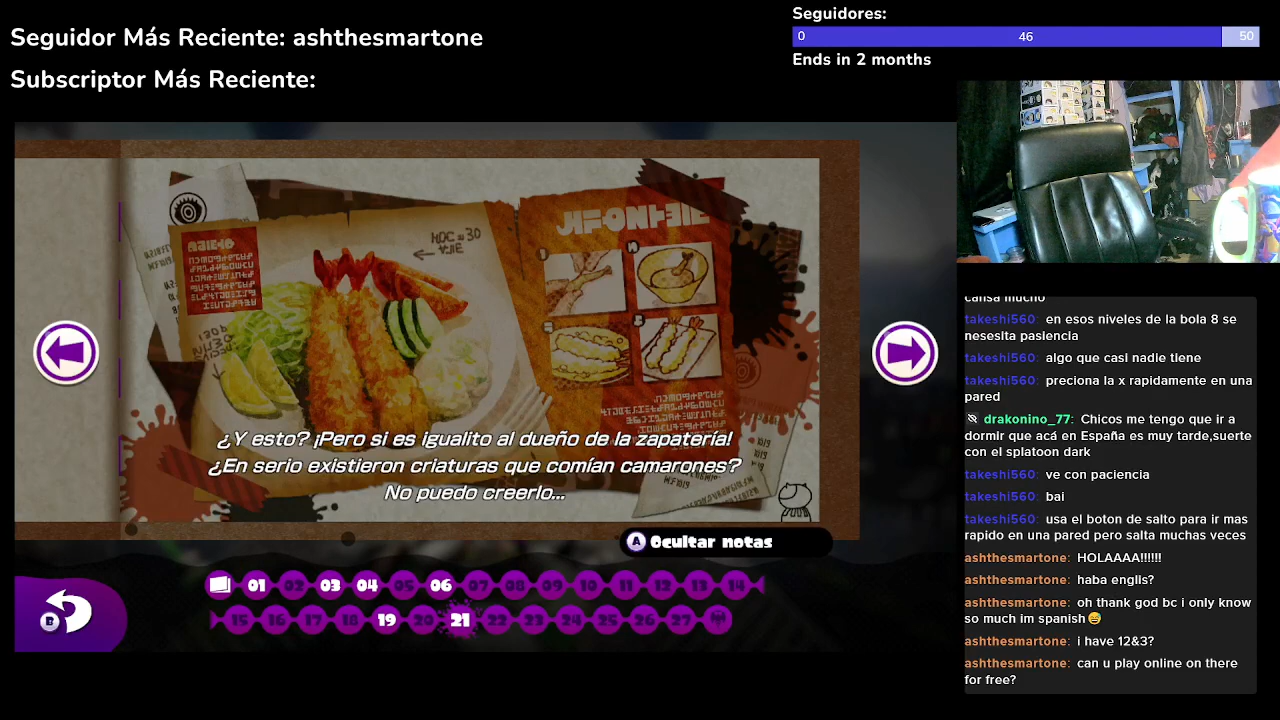 Seguidor Más Reciente: ashthesmartone
Subscriptor Más Reciente:
Seguidores:
0 46 50
Ends in 2 months
HOC=30
¿Y esto? ¡Pero si es igualito al dueño de la zapatería!
¿En serio existieron criaturas que comían camarones?
No puedo creerlo...
A Ocultar notas
01 02 03 04 05 06 07 08 09 10 11 12 13 14
15 16 17 18 19 20 21 22 23 24 25 26 27
B
cansa mucho
takeshi560: en esos niveles de la bola 8 se
nesesita pasiencia
takeshi560: algo que casi nadie tiene
takeshi560: preciona la x rapidamente en una
pared
drakonino_77: Chicos me tengo que ir a
dormir que acá en España es muy tarde,suerte
con el splatoon dark
takeshi560: ve con paciencia
takeshi560: bai
takeshi560: usa el boton de salto para ir mas
rapido en una pared pero salta muchas veces
ashthesmartone: HOLAAAA!!!!!!
ashthesmartone: haba englis?
ashthesmartone: oh thank god bc i only know
so much im spanish😅
ashthesmartone: i have 12&3?
ashthesmartone: can u play online on there
for free?